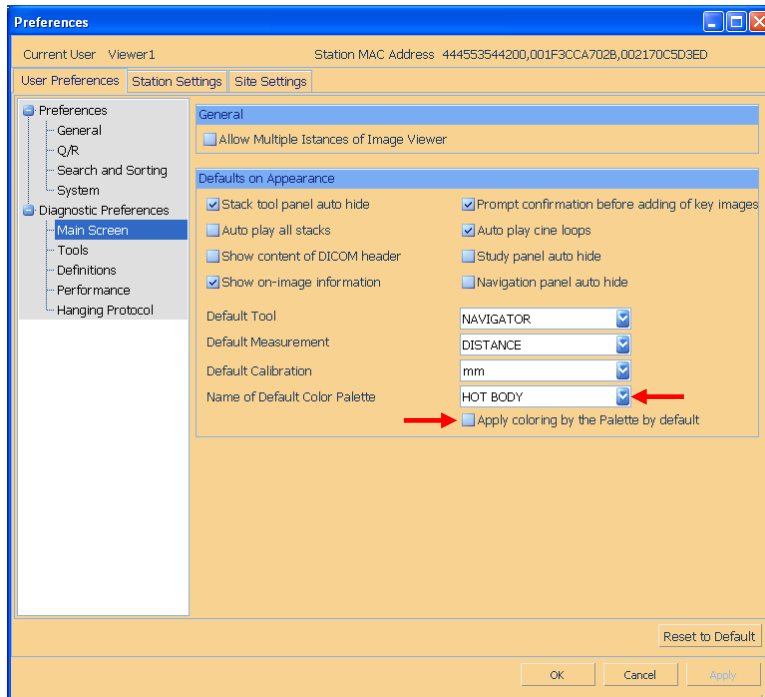 Preferences
Current User Viewer1 Station MAC Address 444553544200,001F3CCA702B,002170C5D3ED
User Preferences Station Settings Site Settings
Preferences
General
Q/R
Search and Sorting
System
Diagnostic Preferences
Main Screen
Tools
Definitions
Performance
Hanging Protocol
General
Allow Multiple Istances of Image Viewer
Defaults on Appearance
Stack tool panel auto hide Prompt confirmation before adding of key images
Auto play all stacks Auto play cine loops
Show content of DICOM header Study panel auto hide
Show on-image information Navigation panel auto hide
Default Tool NAVIGATOR
Default Measurement DISTANCE
Default Calibration mm
Name of Default Color Palette HOT BODY
Apply coloring by the Palette by default
Reset to Default
OK Cancel Apply